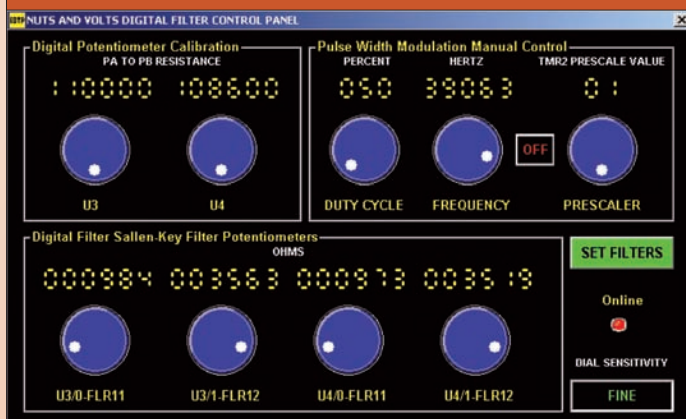 NUTS AND VOLTS DIGITAL FILTER CONTROL PANEL X
Digital Potentiometer Calibration
PA TO PB RESISTANCE
110000 108600
U3 U4
Pulse Width Modulation Manual Control
PERCENT HERTZ TMR2 PRESCALE VALUE
050 39063 01
OFF
DUTY CYCLE FREQUENCY PRESCALER
Digital Filter Sallen-Key Filter Potentiometers
OHMS
000984 003563 000973 003519
U3/0-FLR11 U3/1-FLR12 U4/0-FLR11 U4/1-FLR12
SET FILTERS
Online
DIAL SENSITIVITY
FINE